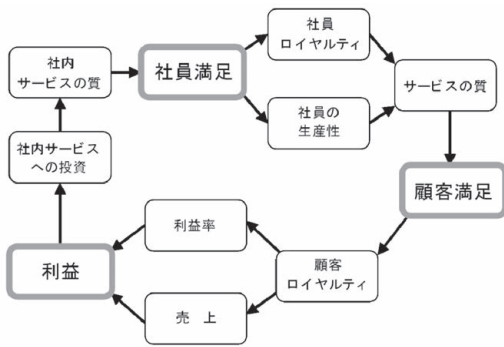 社内
サービスの質
社員満足
社員
ロイヤルティ
社員の
生産性
サービスの質
顧客満足
顧客
ロイヤルティ
利益率
売 上
利益
社内サービス
への投資